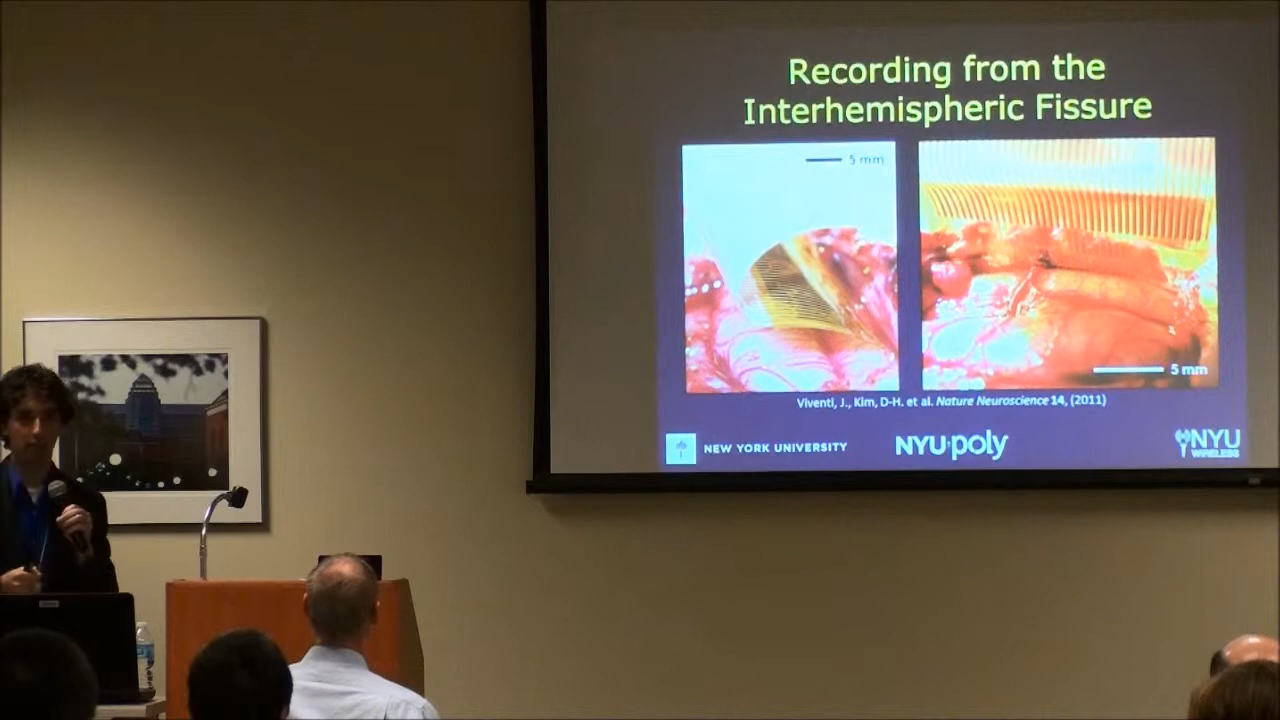 Recording from the
Interhemispheric Fissure
5 mm
5 mm
Viventi, J., Kim, D-H. et al. Nature Neuroscience 14, (2011)
NEW YORK UNIVERSITY
NYU·poly
NYU
WIRELESS